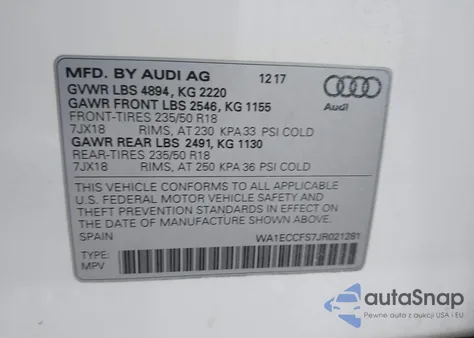 MFD. BY AUDI AG 12 17
GVWR LBS 4894, KG 2220
GAWR FRONT LBS 2546, KG 1155
FRONT-TIRES 235/50 R18
7JX18 RIMS, AT 230 KPA 33 PSI COLD
GAWR REAR LBS 2491, KG 1130
REAR-TIRES 235/50 R18
7JX18 RIMS, AT 250 KPA 36 PSI COLD
Audi
THIS VEHICLE CONFORMS TO ALL APPLICABLE
U.S. FEDERAL MOTOR VEHICLE SAFETY AND
THEFT PREVENTION STANDARDS IN EFFECT ON
DATE OF MANUFACTURE SHOWN ABOVE.
SPAIN WA1ECCFS7JR021281
TYPE:
MPV
autoSnap
Pewne auta z aukcji USA i EU